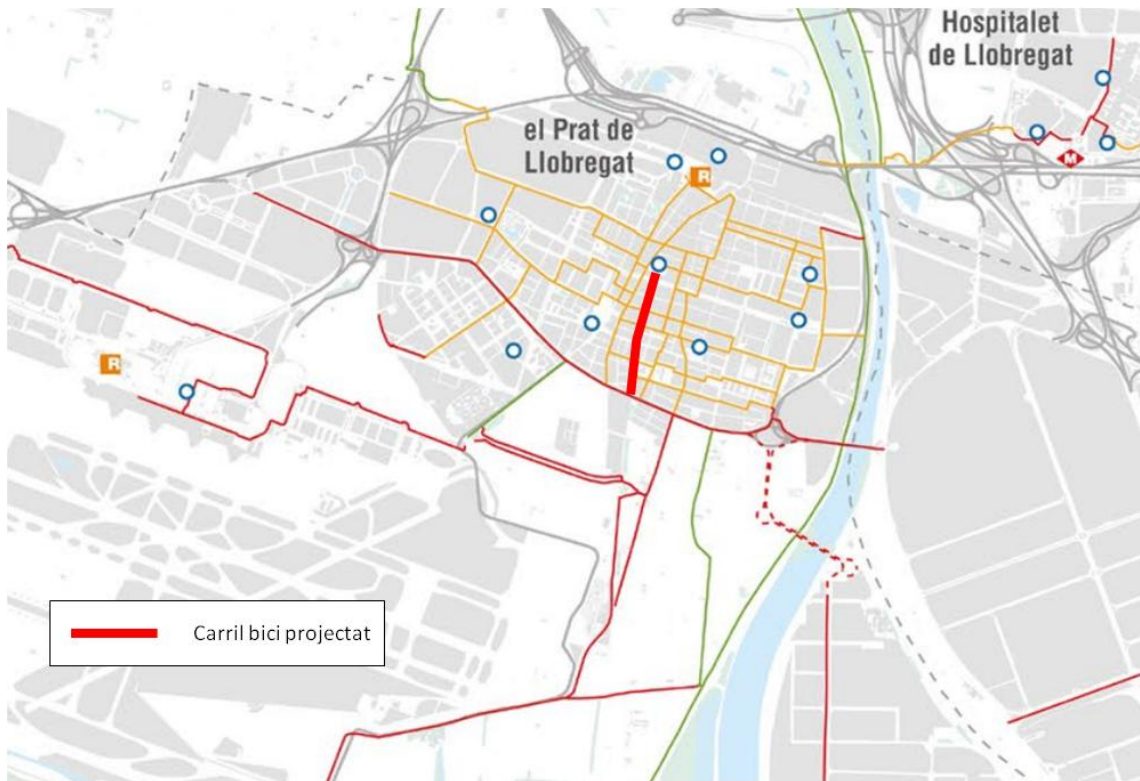 Hospitalet
de Llobregat
el Prat de
Llobregat
R
M
R
Carril bici projectat